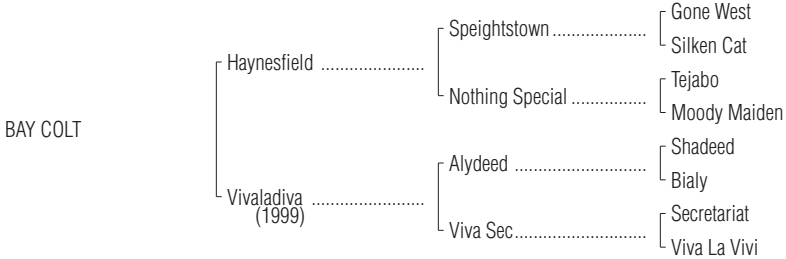 Gone West
Speightstown ....................
Silken Cat
Haynesfield ......................
Tejabo
Nothing Special ................
Moody Maiden
BAY COLT
Shadeed
Alydeed ............................
Bialy
Vivaladiva ........................
(1999)
Secretariat
Viva Sec............................
Viva La Vivi